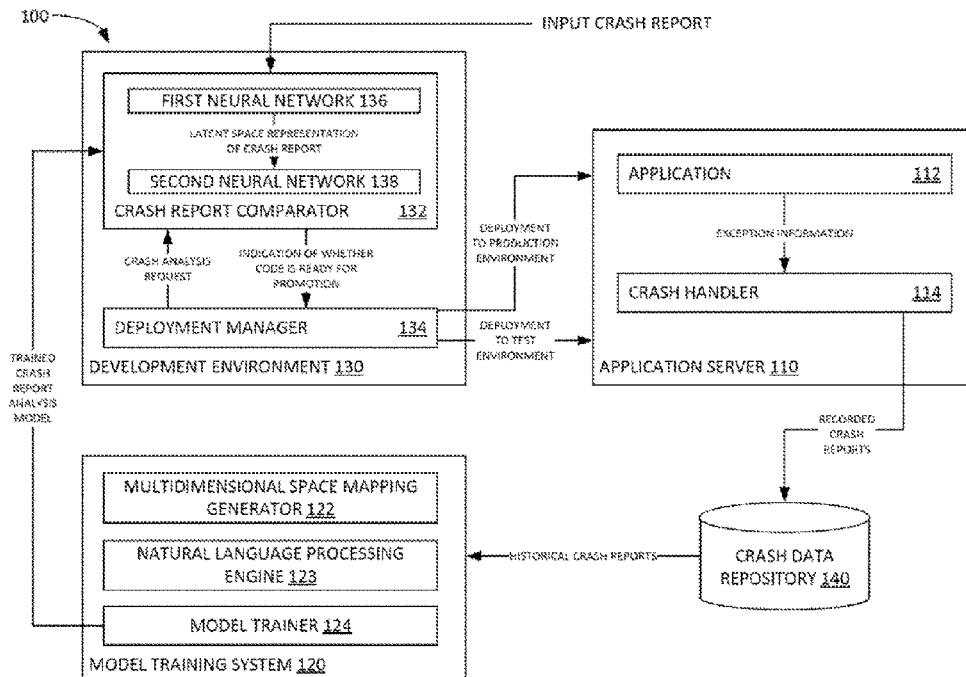 100
INPUT CRASH REPORT
FIRST NEURAL NETWORK 136
LATENT SPACE REPRESENTATION
OF CRASH REPORT
SECOND NEURAL NETWORK 138
CRASH REPORT COMPARATOR 132
CRASH ANALYSIS
REQUEST
INDICATION OF WHETHER
CODE IS READY FOR
PROMOTION
DEPLOYMENT MANAGER 134
DEVELOPMENT ENVIRONMENT 130
DEPLOYMENT
TO PRODUCTION
ENVIRONMENT
DEPLOYMENT
TO TEST
ENVIRONMENT
APPLICATION 112
EXCEPTION INFORMATION
CRASH HANDLER 114
APPLICATION SERVER 110
TRAINED
CRASH
REPORT
ANALYSIS
MODEL
RECORDED
CRASH
REPORTS
MULTIDIMENSIONAL SPACE MAPPING
GENERATOR 122
NATURAL LANGUAGE PROCESSING
ENGINE 123
MODEL TRAINER 124
MODEL TRAINING SYSTEM 120
HISTORICAL CRASH REPORTS
CRASH DATA
REPOSITORY 140